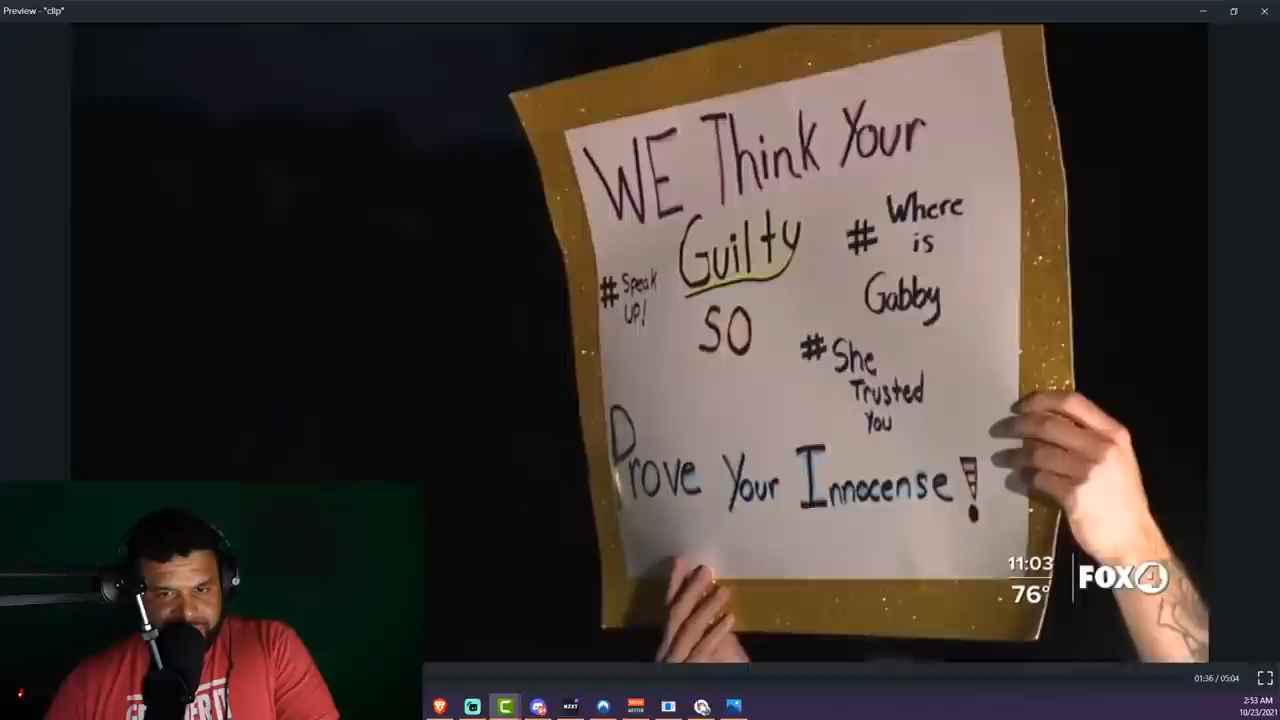 Preview - "clip"
WE Think Your
Guilty
# Where
is
Gabby
#Speak
UP!
SO
# She
Trusted
You
Prove Your Innocense!
11:03
76°
FOX 4
01:36 / 05:04
2:53 AM
10/23/2021